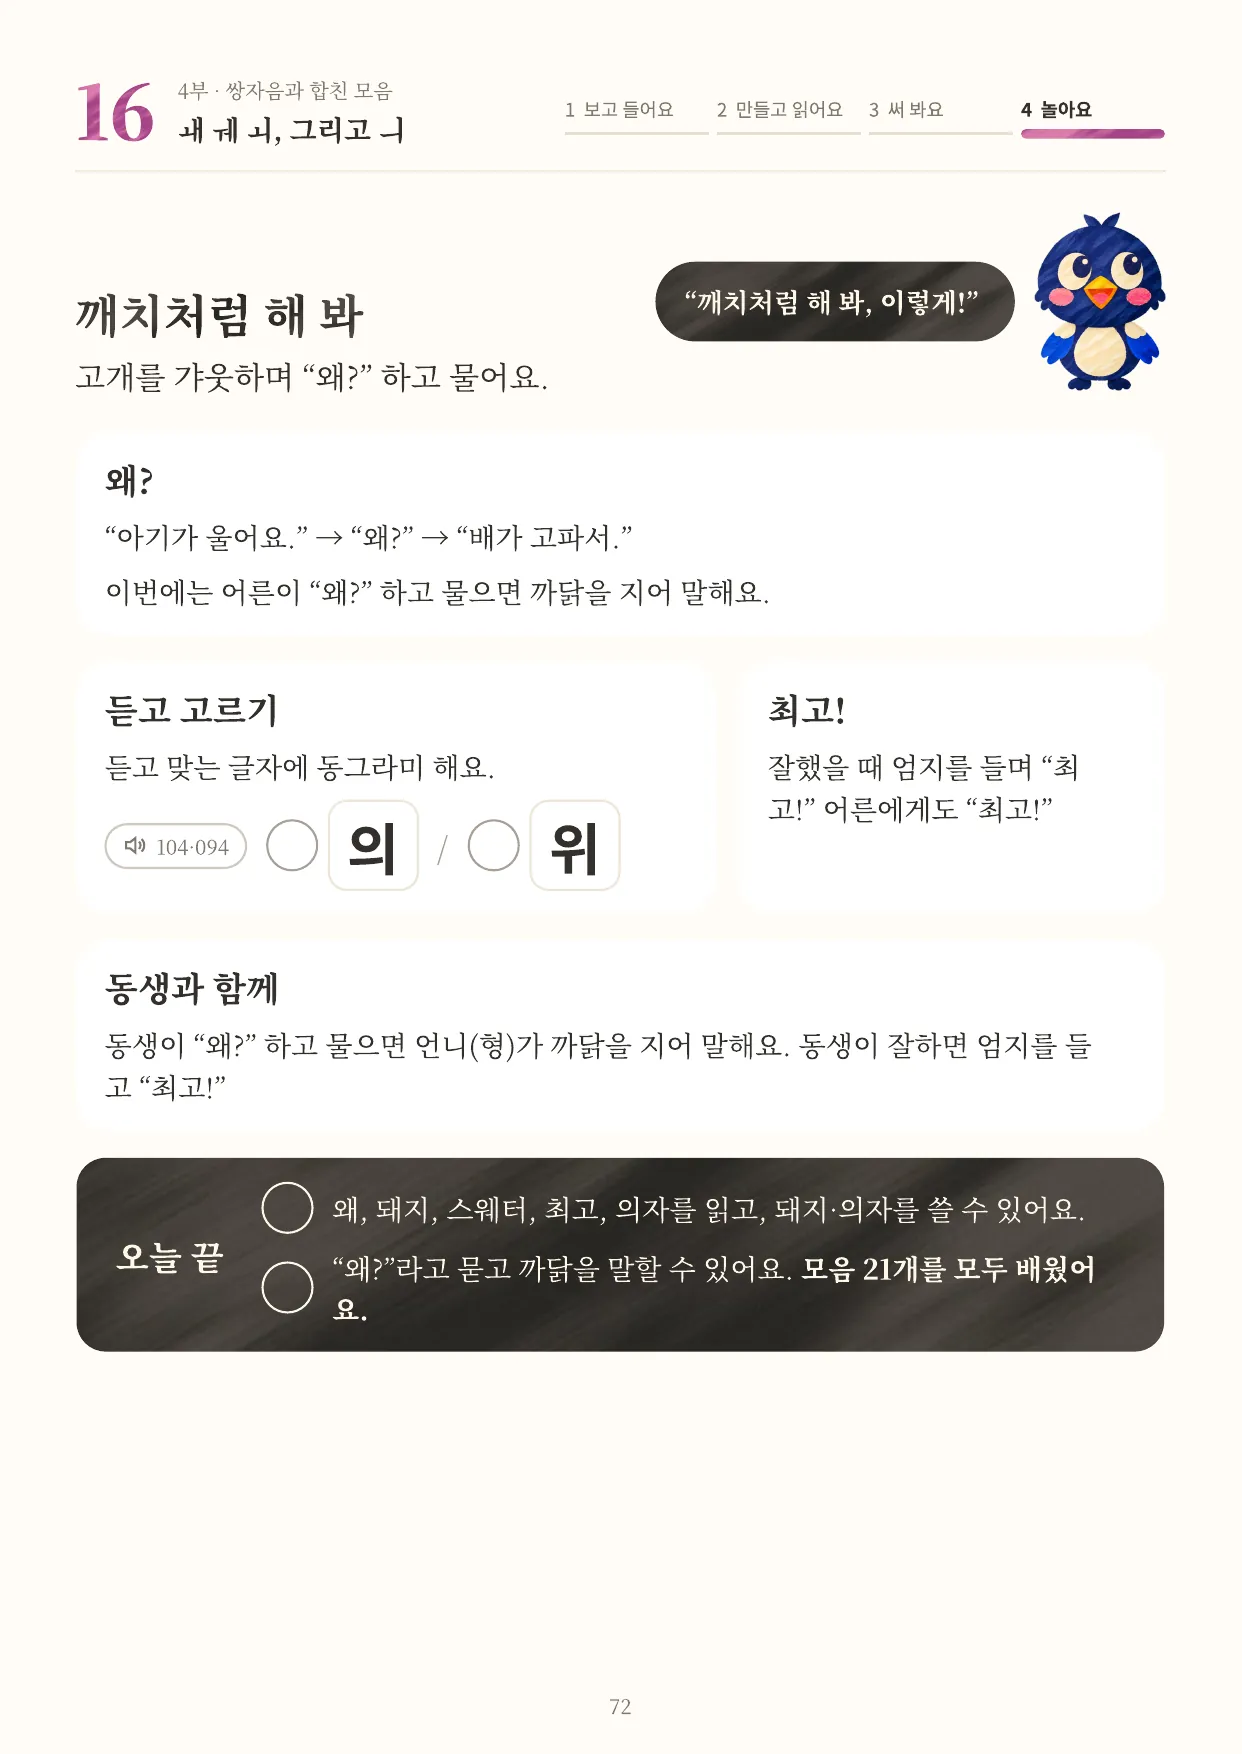 16
4부 · 쌍자음과 합친 모음
ㅙ ㅞ ㅚ, 그리고 ㅢ
1 보고 들어요
2 만들고 읽어요
3 써 봐요
4 놀아요
깨치처럼 해 봐
“깨치처럼 해 봐, 이렇게!”
고개를 갸웃하며 “왜?” 하고 물어요.
왜?
“아기가 울어요.” → “왜?” → “배가 고파서.”
이번에는 어른이 “왜?” 하고 물으면 까닭을 지어 말해요.
듣고 고르기
듣고 맞는 글자에 동그라미 해요.
104·094
의 / 위
최고!
잘했을 때 엄지를 들며 “최
고!” 어른에게도 “최고!”
동생과 함께
동생이 “왜?” 하고 물으면 언니(형)가 까닭을 지어 말해요. 동생이 잘하면 엄지를 들
고 “최고!”
오늘 끝
왜, 돼지, 스웨터, 최고, 의자를 읽고, 돼지·의자를 쓸 수 있어요.
“왜?”라고 묻고 까닭을 말할 수 있어요. 모음 21개를 모두 배웠어
요.
72